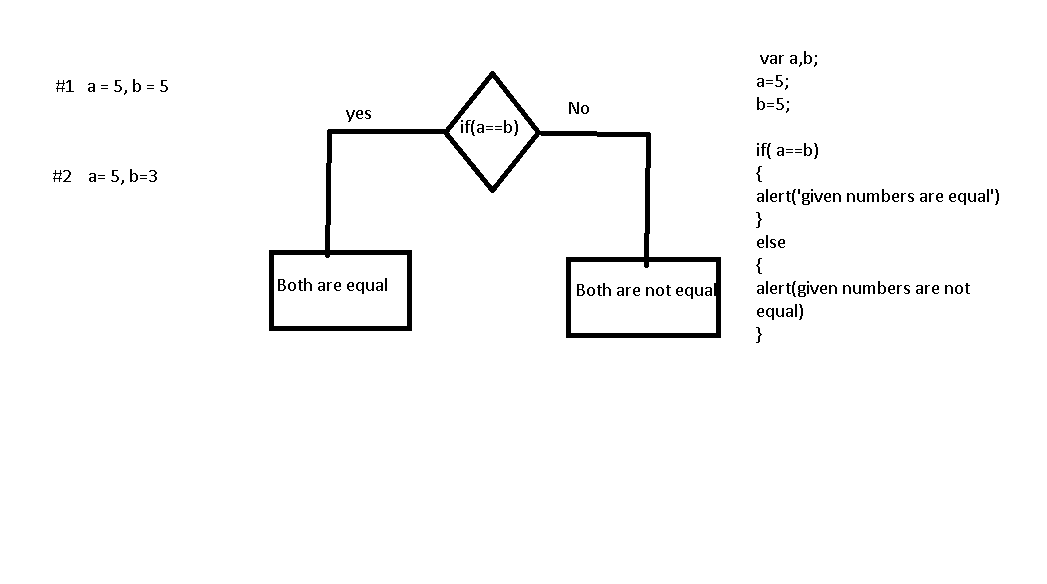 #1 a = 5, b = 5
#2 a= 5, b=3
yes
No
if(a==b)
Both are equal
Both are not equal
var a,b;
a=5;
b=5;
if( a==b)
{
alert('given numbers are equal')
}
else
{
alert(given numbers are not
equal)
}